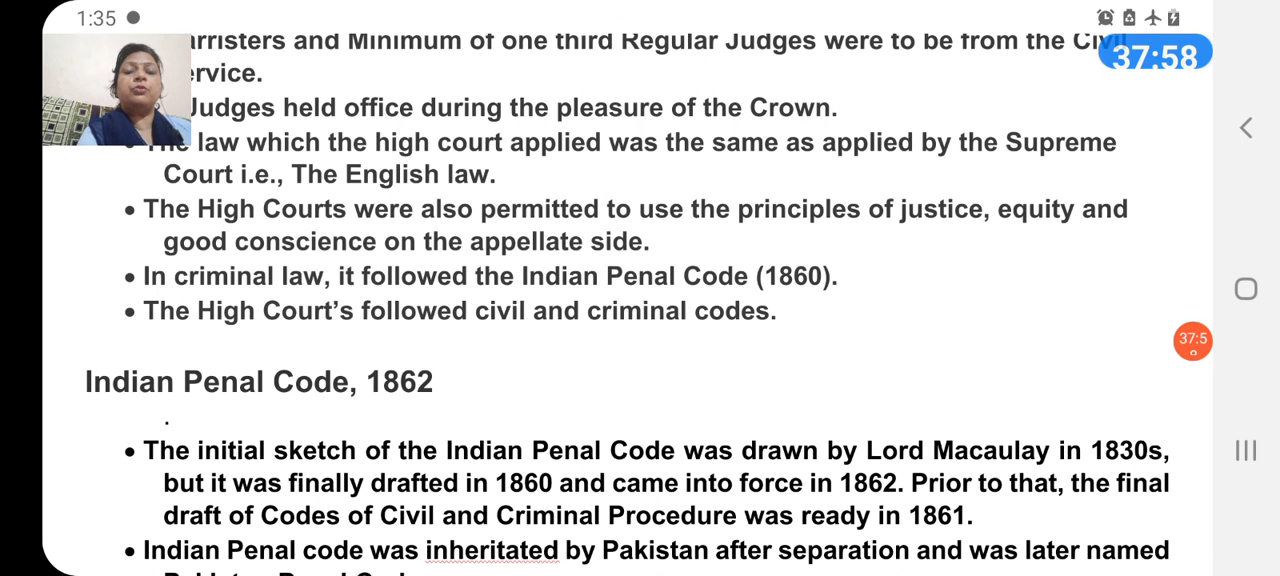 1:35
arristers and Minimum of one third Regular Judges were to be from the Civil
ervice.
37:58
Judges held office during the pleasure of the Crown.
• The law which the high court applied was the same as applied by the Supreme
Court i.e., The English law.
• The High Courts were also permitted to use the principles of justice, equity and
good conscience on the appellate side.
• In criminal law, it followed the Indian Penal Code (1860).
• The High Court’s followed civil and criminal codes.
37:5
Indian Penal Code, 1862
.
• The initial sketch of the Indian Penal Code was drawn by Lord Macaulay in 1830s,
but it was finally drafted in 1860 and came into force in 1862. Prior to that, the final
draft of Codes of Civil and Criminal Procedure was ready in 1861.
• Indian Penal code was inheritated by Pakistan after separation and was later named